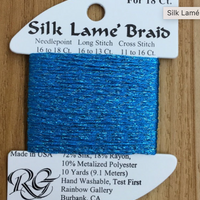 For 18 Ct.
Silk Lamé
Silk Lamé Braid
Needlepoint Long Stitch Cross Stitch
16 to 18 Ct. 16 to 13 Ct. 11 to 16 Ct.
Made in USA
72% Silk, 18% Rayon,
10% Metalized Polyester
10 Yards (9.1 Meters)
Hand Washable, Test First
Rainbow Gallery
Burbank, CA
RG